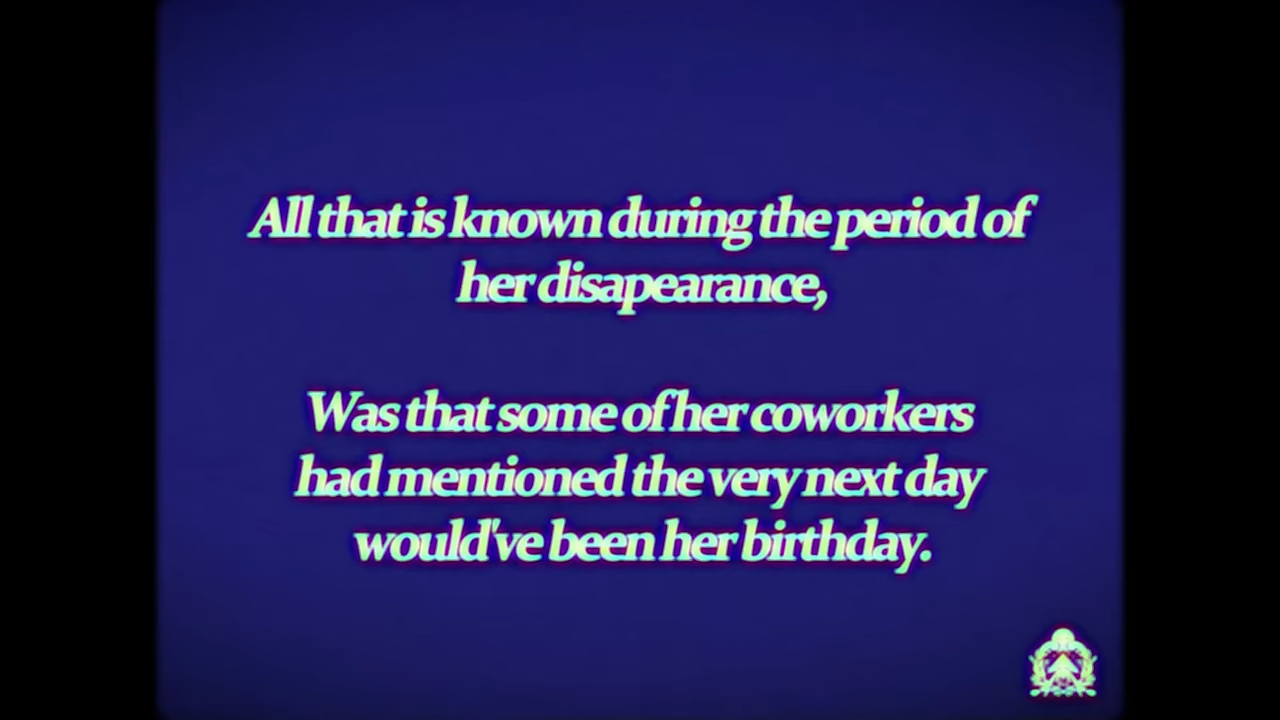 All that is known during the period of
her disapearance,
Was that some of her coworkers
had mentioned the very next day
would've been her birthday.